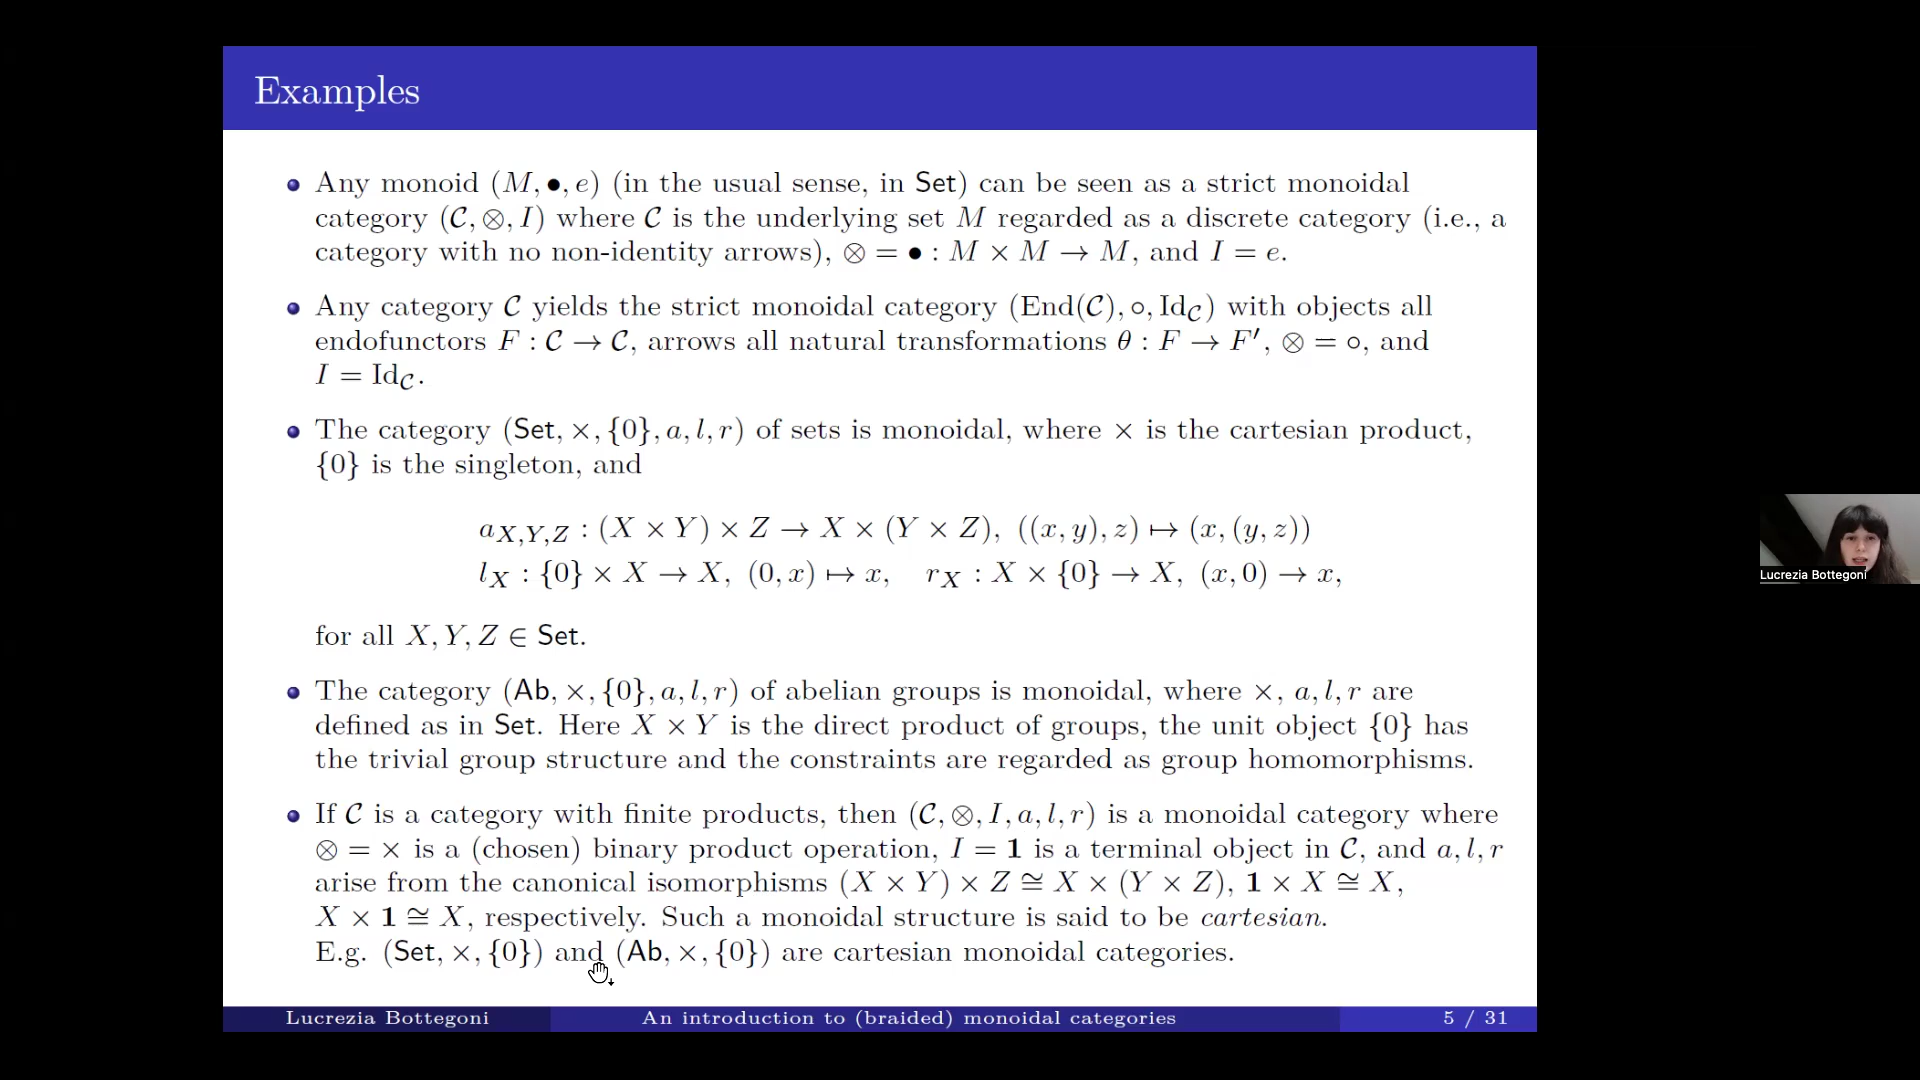 Examples
Any monoid (M, •, e) (in the usual sense, in Set) can be seen as a strict monoidal
category (𝒞, ⊗, I) where 𝒞 is the underlying set M regarded as a discrete category (i.e., a
category with no non-identity arrows), ⊗ = • : M × M → M, and I = e.
Any category 𝒞 yields the strict monoidal category (End(𝒞), ∘, Id_𝒞) with objects all
endofunctors F : 𝒞 → 𝒞, arrows all natural transformations θ : F → F′, ⊗ = ∘, and
I = Id_𝒞.
The category (Set, ×, {0}, a, l, r) of sets is monoidal, where × is the cartesian product,
{0} is the singleton, and
a_{X,Y,Z} : (X × Y) × Z → X × (Y × Z), ((x, y), z) ↦ (x, (y, z))
l_X : {0} × X → X, (0, x) ↦ x, r_X : X × {0} → X, (x, 0) → x,
for all X, Y, Z ∈ Set.
The category (Ab, ×, {0}, a, l, r) of abelian groups is monoidal, where ×, a, l, r are
defined as in Set. Here X × Y is the direct product of groups, the unit object {0} has
the trivial group structure and the constraints are regarded as group homomorphisms.
If 𝒞 is a category with finite products, then (𝒞, ⊗, I, a, l, r) is a monoidal category where
⊗ = × is a (chosen) binary product operation, I = 1 is a terminal object in 𝒞, and a, l, r
arise from the canonical isomorphisms (X × Y) × Z ≅ X × (Y × Z), 1 × X ≅ X,
X × 1 ≅ X, respectively. Such a monoidal structure is said to be cartesian.
E.g. (Set, ×, {0}) and (Ab, ×, {0}) are cartesian monoidal categories.
Lucrezia Bottegoni An introduction to (braided) monoidal categories 5 / 31
Lucrezia Bottegoni